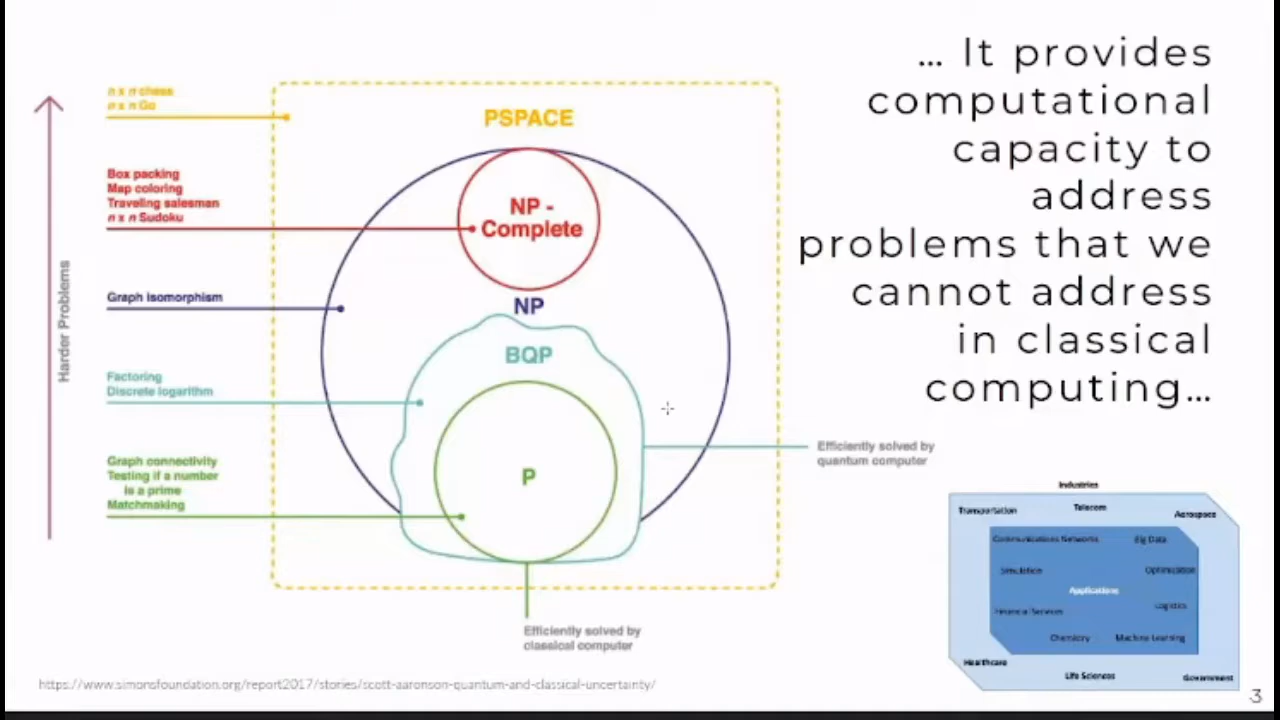 ... It provides
computational
capacity to
address
problems that we
cannot address
in classical
computing...
Harder Problems
n x n chess
n x n Go
Box packing
Map coloring
Traveling salesman
n x n Sudoku
Graph isomorphism
Factoring
Discrete logarithm
Graph connectivity
Testing if a number
is a prime
Matchmaking
PSPACE
NP -
Complete
NP
BQP
P
Efficiently solved by
quantum computer
Efficiently solved by
classical computer
Industries
Transportation
Telecom
Aerospace
Communications Networks
Big Data
Simulation
Optimization
Applications
Financial Services
Logistics
Chemistry
Machine Learning
Healthcare
Life Sciences
Government
https://www.simonsfoundation.org/report2017/stories/scott-aaronson-quantum-and-classical-uncertainty/
3